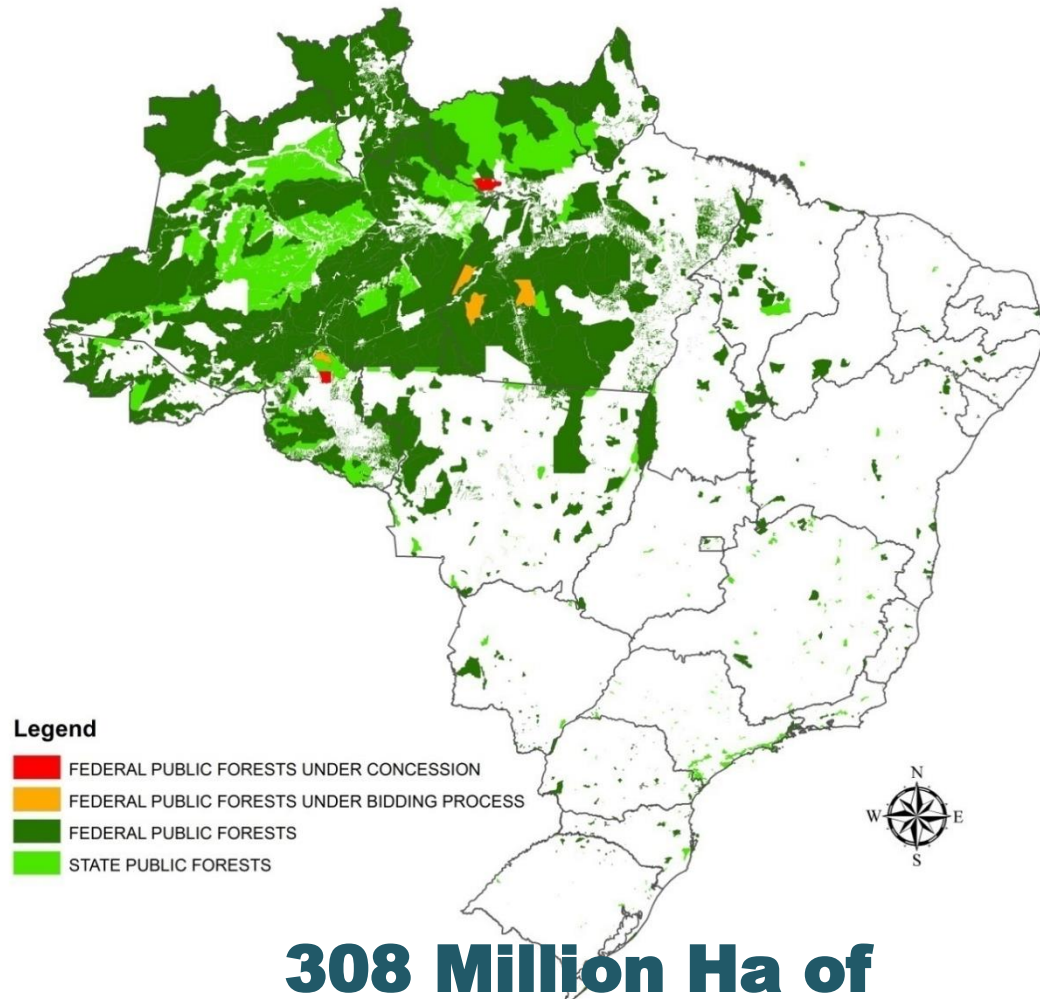 Legend
FEDERAL PUBLIC FORESTS UNDER CONCESSION
FEDERAL PUBLIC FORESTS UNDER BIDDING PROCESS
FEDERAL PUBLIC FORESTS
STATE PUBLIC FORESTS
N
W E
S
308 Million Ha of